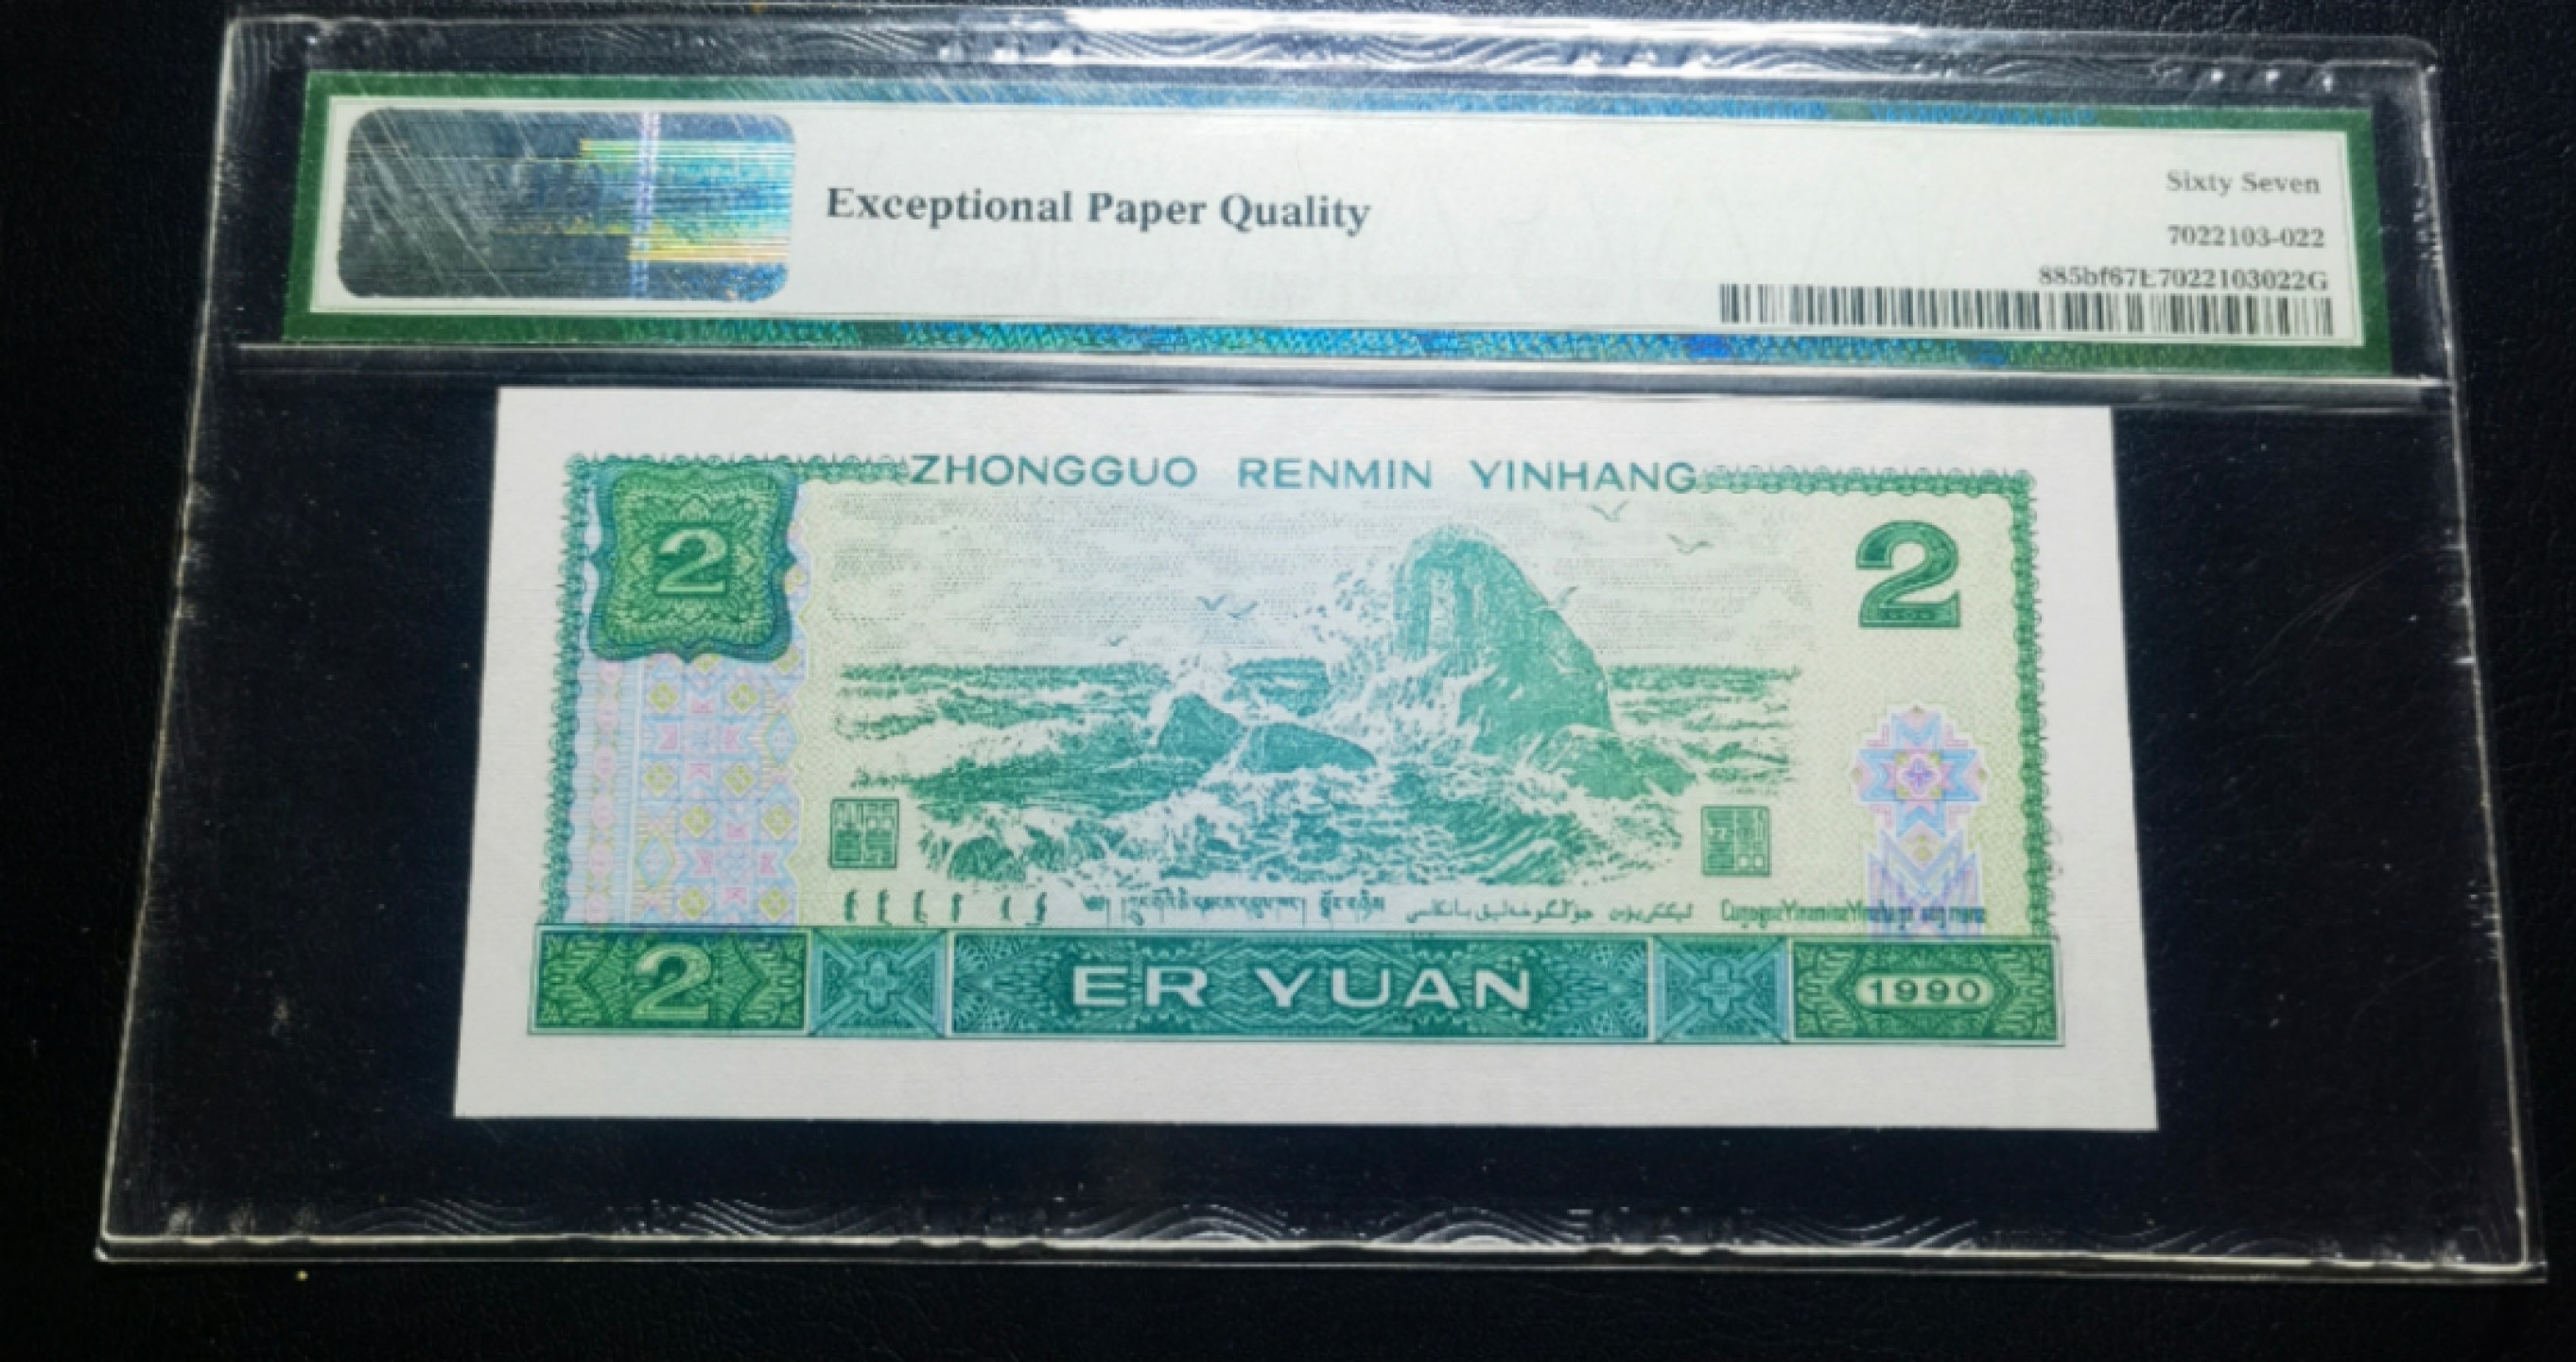 Exceptional Paper Quality
Sixty Seven
7022103-022
885bf67E7022103022G
ZHONGGUO RENMIN YINHANG
2
2
2
ER YUAN
1990